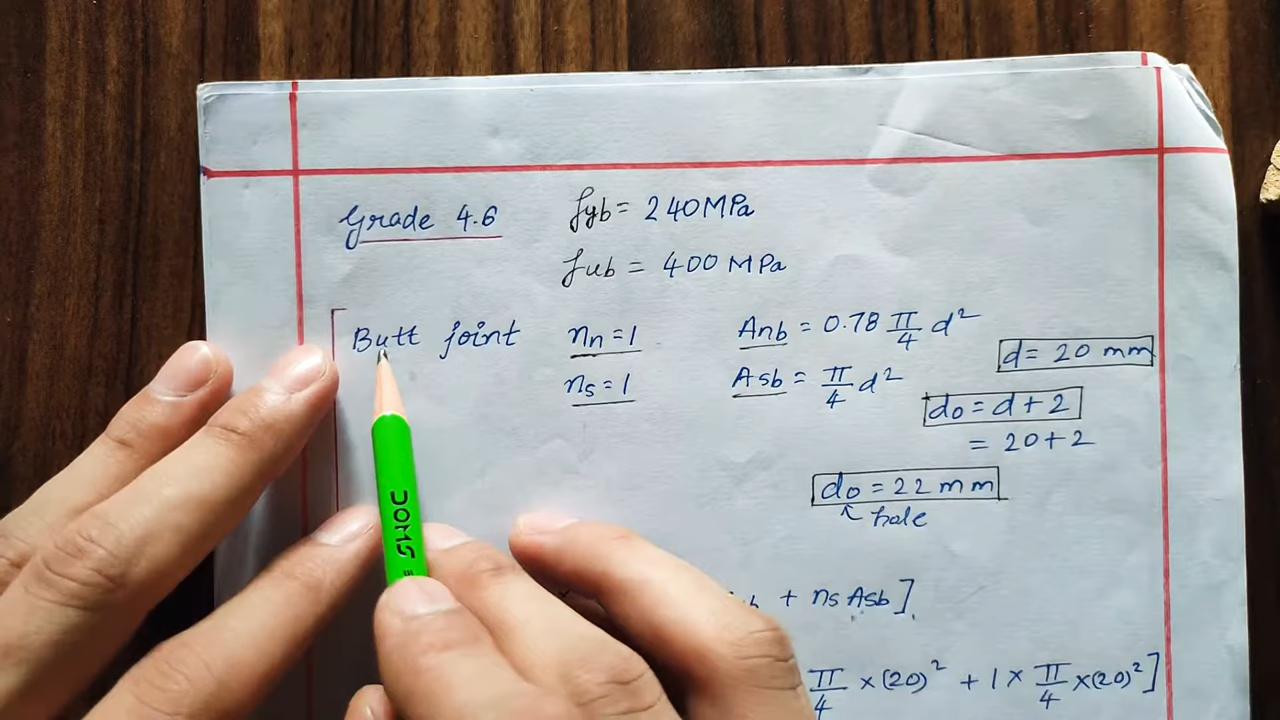 Grade 4.6 fyb = 240 MPa
fub = 400 MPa
Butt joint nn = 1 Anb = 0.78 π/4 d²
ns = 1 Asb = π/4 d²
d = 20 mm
do = d + 2
= 20 + 2
do = 22 mm
hole
+ ns Asb]
π/4 × (20)² + 1 × π/4 × (20)²]
DOMS